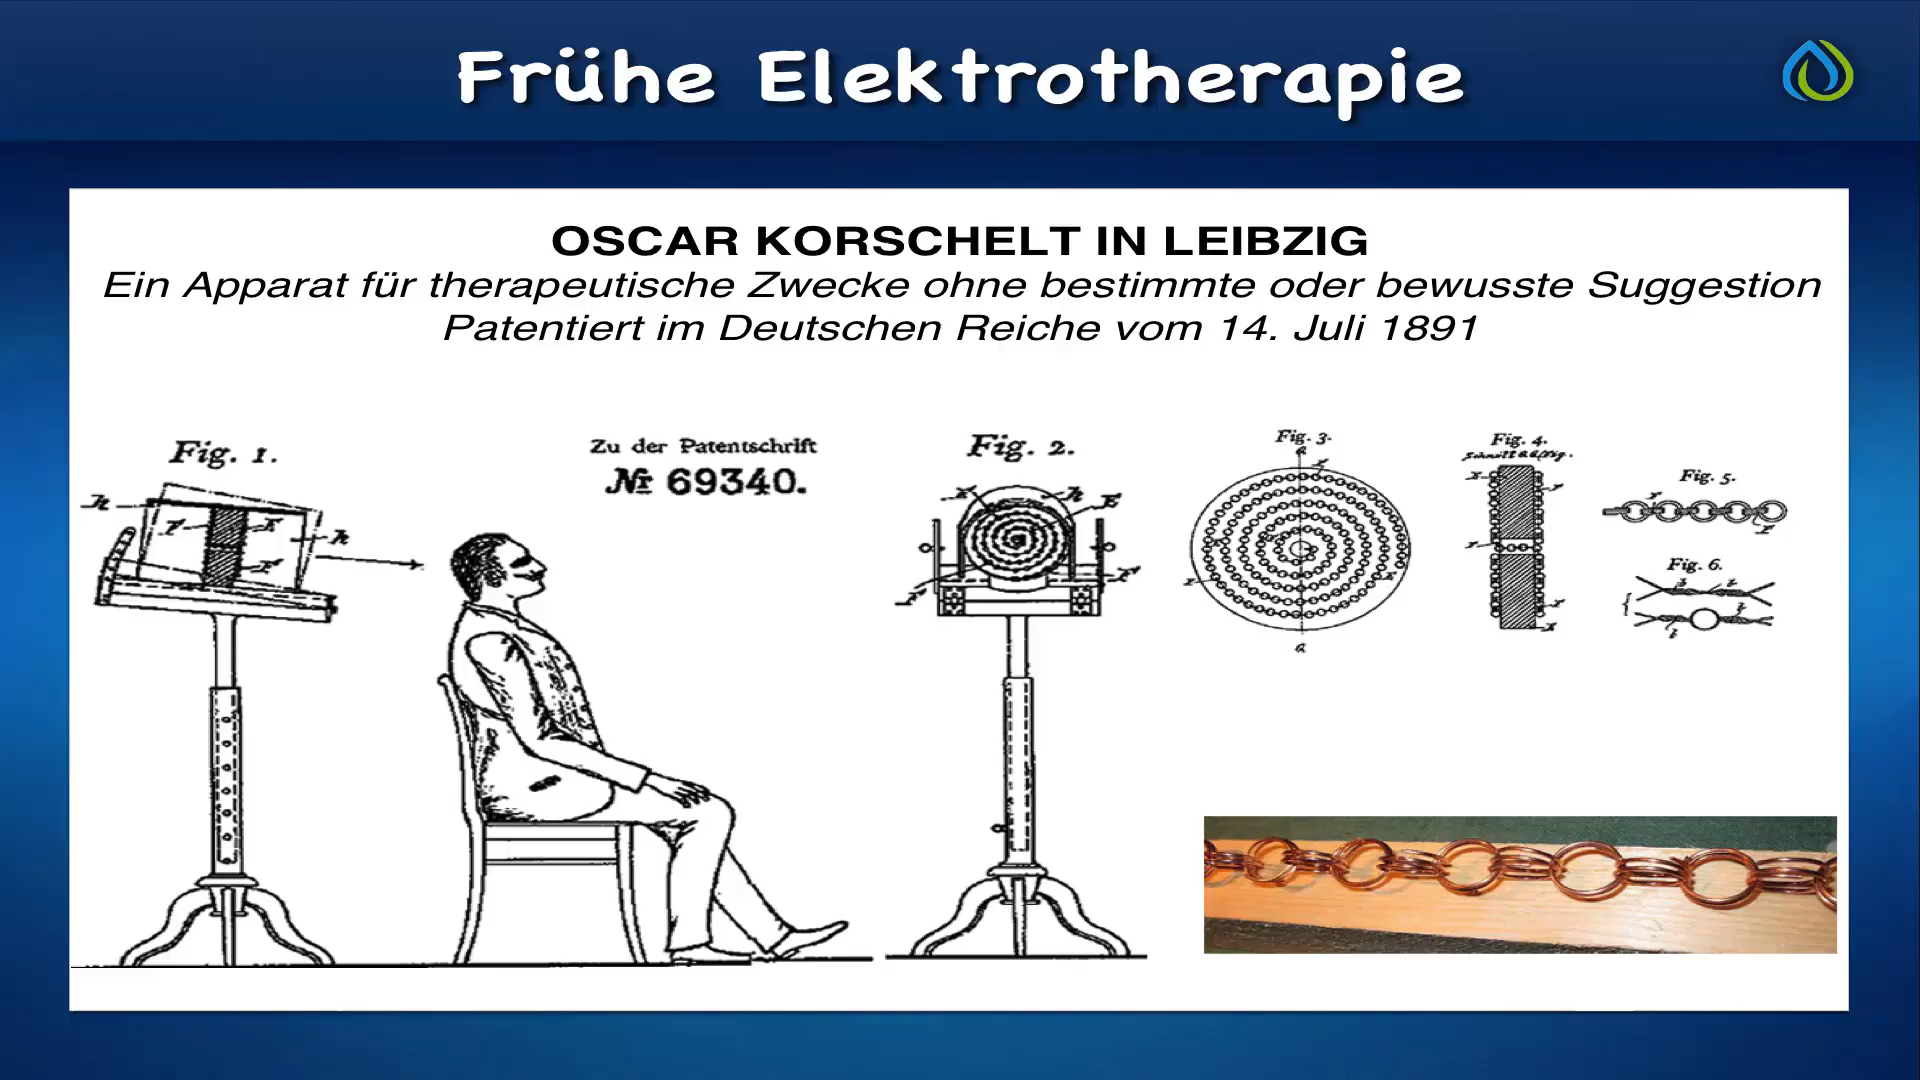 Frühe Elektrotherapie
OSCAR KORSCHELT IN LEIBZIG
Ein Apparat für therapeutische Zwecke ohne bestimmte oder bewusste Suggestion
Patentiert im Deutschen Reiche vom 14. Juli 1891
Zu der Patentschrift
№ 69340.
Fig. 1.
Fig. 2.
Fig. 3.
Fig. 4.
Fig. 5.
Fig. 6.